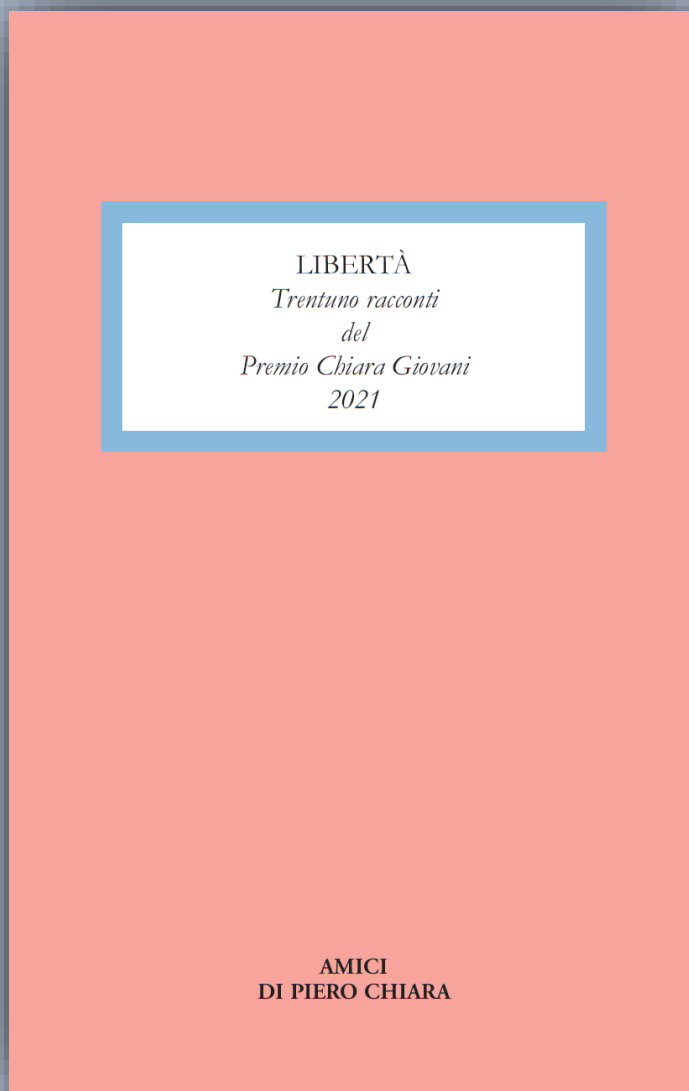 LIBERTÀ
Trentuno racconti
del
Premio Chiara Giovani
2021
AMICI
DI PIERO CHIARA